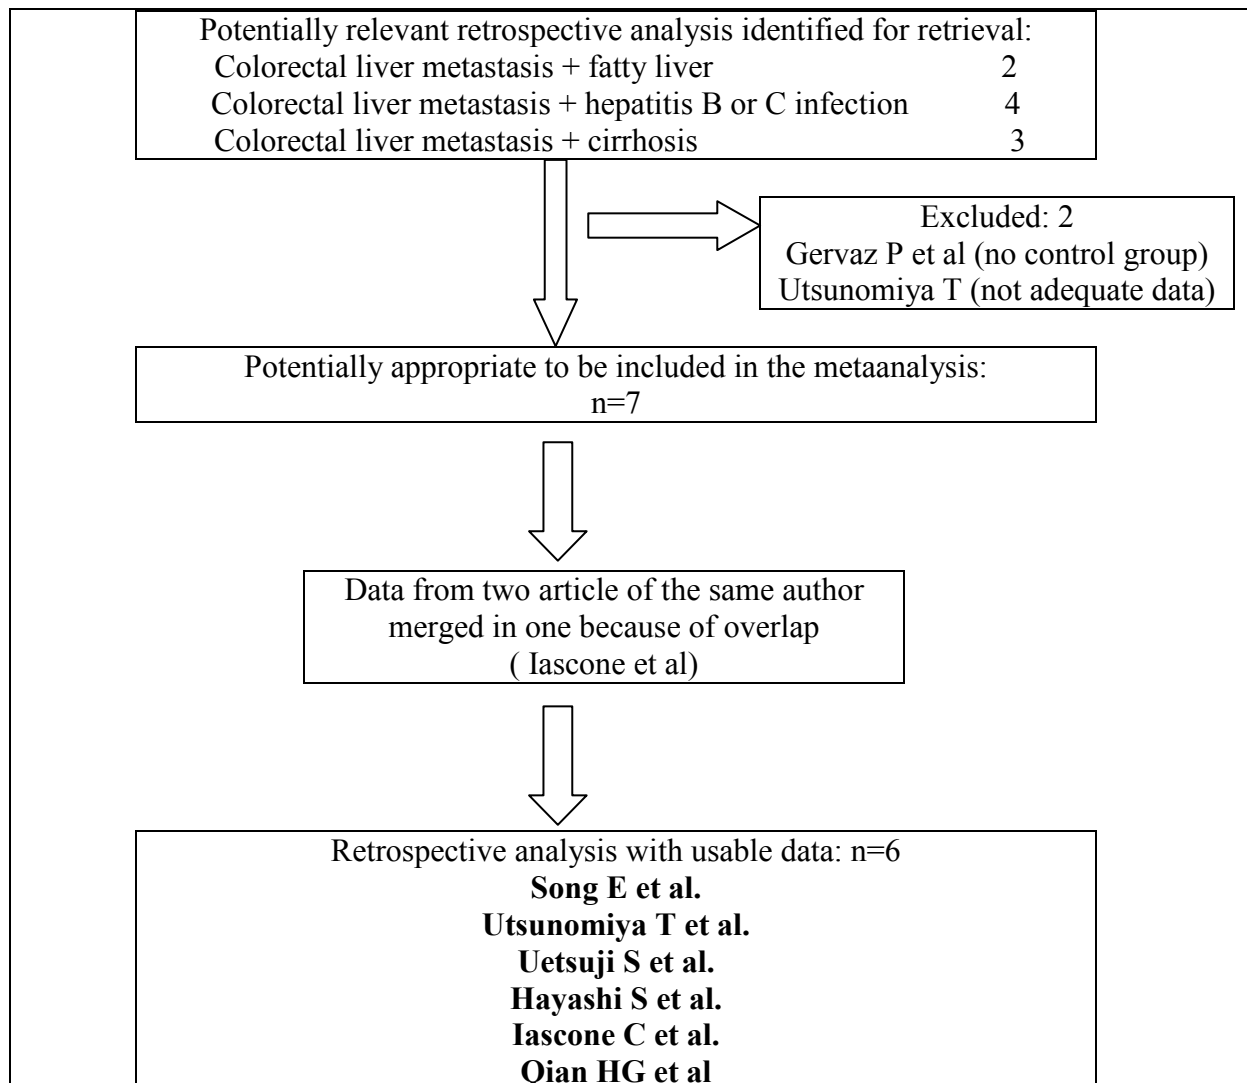 Potentially relevant retrospective analysis identified for retrieval:
Colorectal liver metastasis + fatty liver 2
Colorectal liver metastasis + hepatitis B or C infection 4
Colorectal liver metastasis + cirrhosis 3
Excluded: 2
Gervaz P et al (no control group)
Utsunomiya T (not adequate data)
Potentially appropriate to be included in the metaanalysis:
n=7
Data from two article of the same author
merged in one because of overlap
( Iascone et al)
Retrospective analysis with usable data: n=6
Song E et al.
Utsunomiya T et al.
Uetsuji S et al.
Hayashi S et al.
Iascone C et al.
Qian HG et al